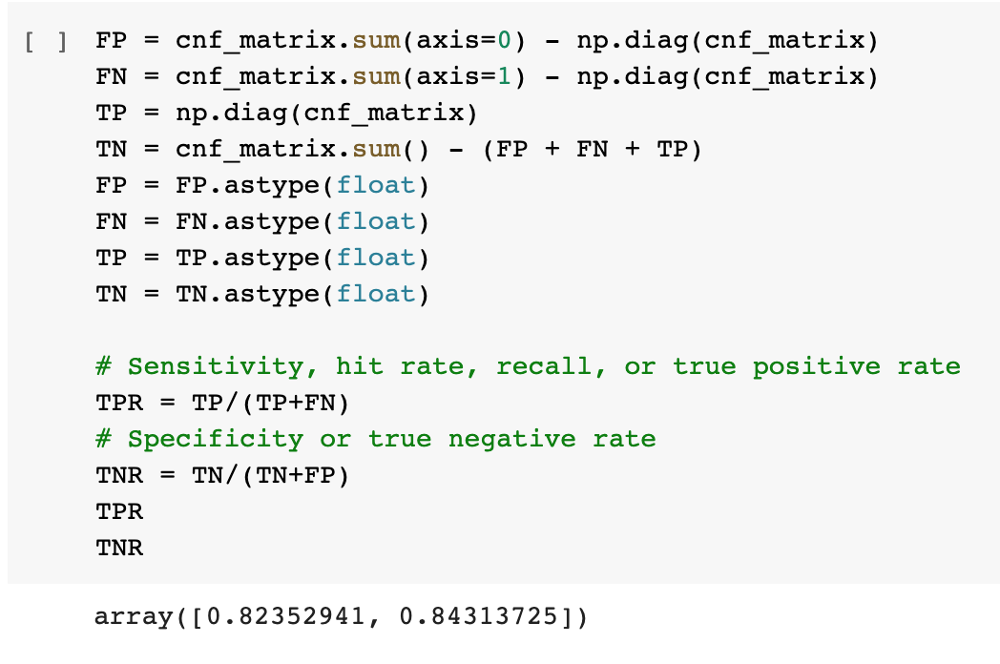 [ ] FP = cnf_matrix.sum(axis=0) - np.diag(cnf_matrix)
FN = cnf_matrix.sum(axis=1) - np.diag(cnf_matrix)
TP = np.diag(cnf_matrix)
TN = cnf_matrix.sum() - (FP + FN + TP)
FP = FP.astype(float)
FN = FN.astype(float)
TP = TP.astype(float)
TN = TN.astype(float)
# Sensitivity, hit rate, recall, or true positive rate
TPR = TP/(TP+FN)
# Specificity or true negative rate
TNR = TN/(TN+FP)
TPR
TNR
array([0.82352941, 0.84313725])